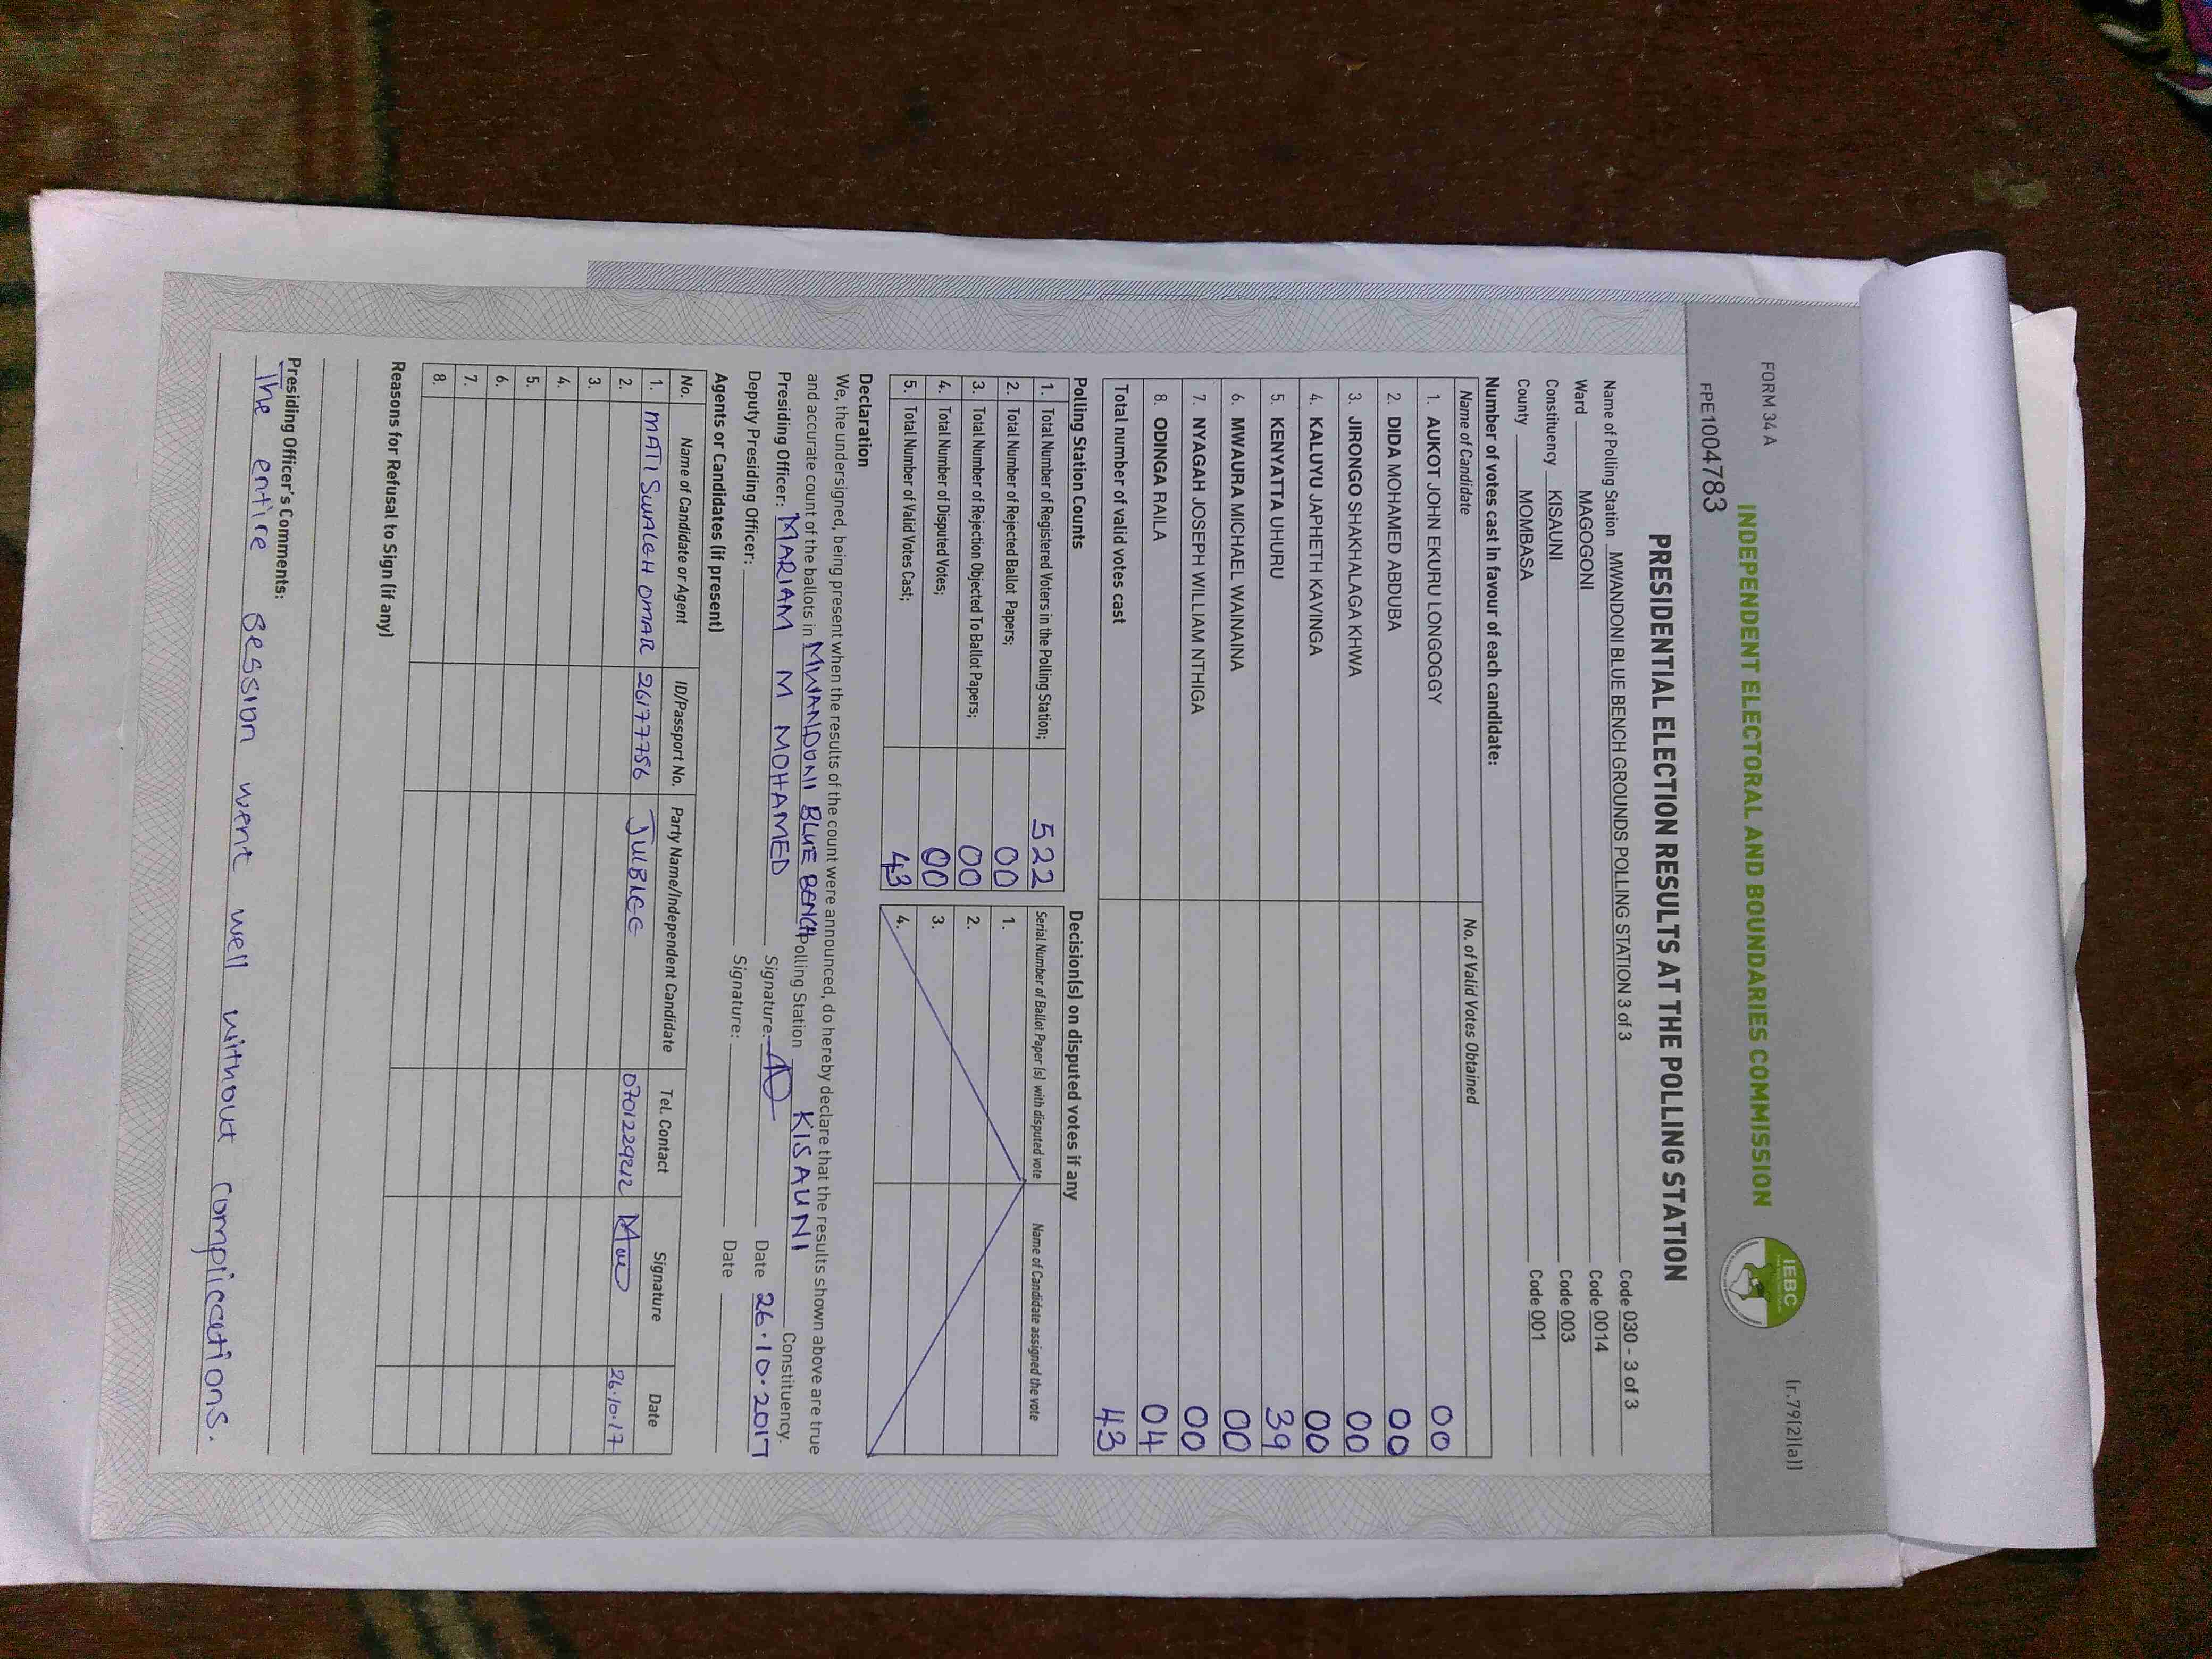 FORM 34 A
(r.79(2)(a))
INDEPENDENT ELECTORAL AND BOUNDARIES COMMISSION
IEBC
FPE1004783
PRESIDENTIAL ELECTION RESULTS AT THE POLLING STATION
Name of Polling Station MWANDONI BLUE BENCH GROUNDS POLLING STATION 3 of 3 Code 030 - 3 of 3
Ward MAGOGONI Code 0014
Constituency KISAUNI Code 003
County MOMBASA Code 001
Number of votes cast in favour of each candidate:
Name of Candidate No. of Valid Votes Obtained
1. AUKOT JOHN EKURU LONGOGGY 00
2. DIDA MOHAMED ABDUBA 00
3. JIRONGO SHAKHALAGA KHWA 00
4. KALUYU JAPHETH KAVINGA 00
5. KENYATTA UHURU 39
6. MWAURA MICHAEL WAINAINA 00
7. NYAGAH JOSEPH WILLIAM NTHIGA 00
8. ODINGA RAILA 04
Total number of valid votes cast 43
Polling Station Counts Decision(s) on disputed votes if any
1. Total Number of Registered Voters in the Polling Station; 522 Serial Number of Ballot Paper (s) with disputed vote Name of Candidate assigned the vote
2. Total Number of Rejected Ballot Papers; 00 1.
3. Total Number of Rejection Objected To Ballot Papers; 00 2.
4. Total Number of Disputed Votes; 00 3.
5. Total Number of Valid Votes Cast; 43 4.
Declaration
We, the undersigned, being present when the results of the count were announced, do hereby declare that the results shown above are true
and accurate count of the ballots in MWANDONI BLUE BENCH Polling Station KISAUNI Constituency.
Presiding Officer: MARIAM M MOHAMED Signature: Date 26.10.2017
Deputy Presiding Officer: Signature: Date
Agents or Candidates (if present)
No. Name of Candidate or Agent ID/Passport No. Party Name/Independent Candidate Tel. Contact Signature Date
1. MATI SWALEH OMAR 26177756 JUBILEE 0701229212 26.10.17
2.
3.
4.
5.
6.
7.
8.
Reasons for Refusal to Sign (if any)
Presiding Officer's Comments:
The entire session went well without complications.